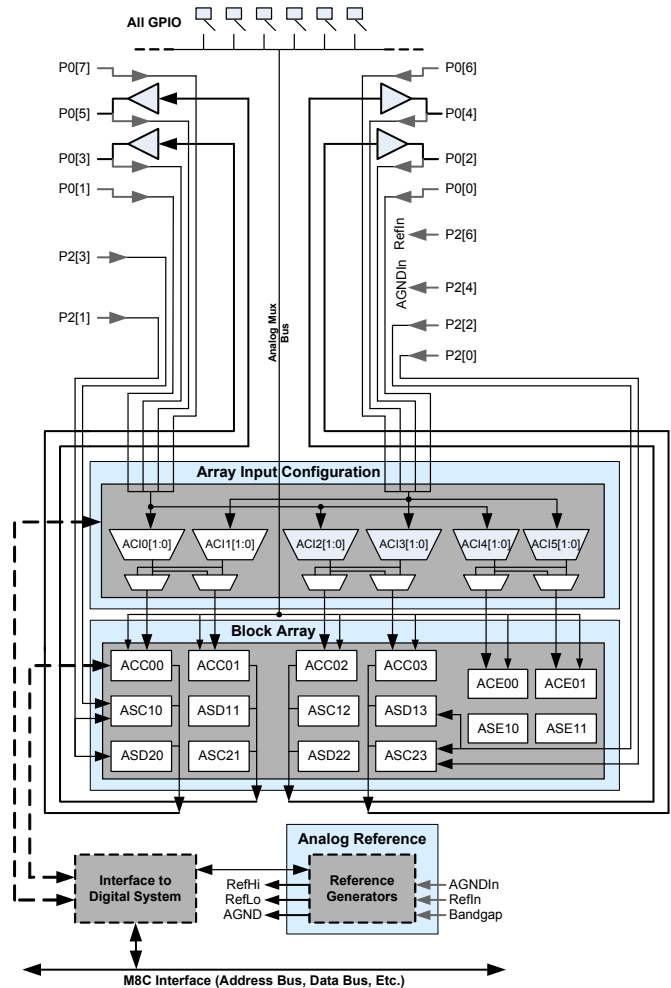 All GPIO
P0[7]
P0[6]
P0[5]
P0[4]
P0[3]
P0[2]
P0[1]
P0[0]
P2[6]
RefIn
P2[3]
P2[4]
AGNDIn
P2[1]
P2[2]
P2[0]
Analog Mux
Bus
Array Input Configuration
ACI0[1:0] ACI1[1:0] ACI2[1:0] ACI3[1:0] ACI4[1:0] ACI5[1:0]
Block Array
ACC00 ACC01 ACC02 ACC03
ACE00 ACE01
ASC10 ASD11 ASC12 ASD13
ASE10 ASE11
ASD20 ASC21 ASD22 ASC23
Analog Reference
Interface to
Digital System
RefHi
RefLo
AGND
Reference
Generators
AGNDIn
RefIn
Bandgap
M8C Interface (Address Bus, Data Bus, Etc.)